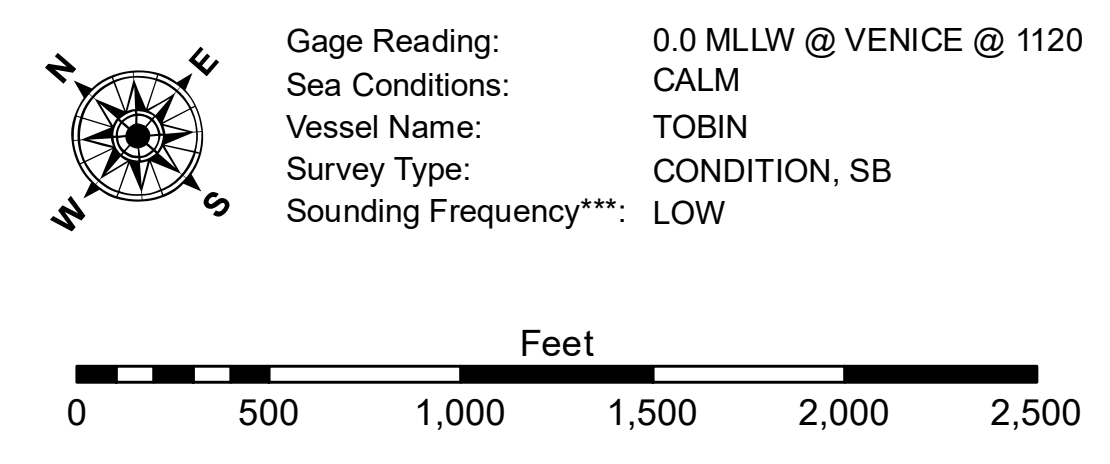 N
E
W
S
Gage Reading: 0.0 MLLW @ VENICE @ 1120
Sea Conditions: CALM
Vessel Name: TOBIN
Survey Type: CONDITION, SB
Sounding Frequency***: LOW
Feet
0 500 1,000 1,500 2,000 2,500